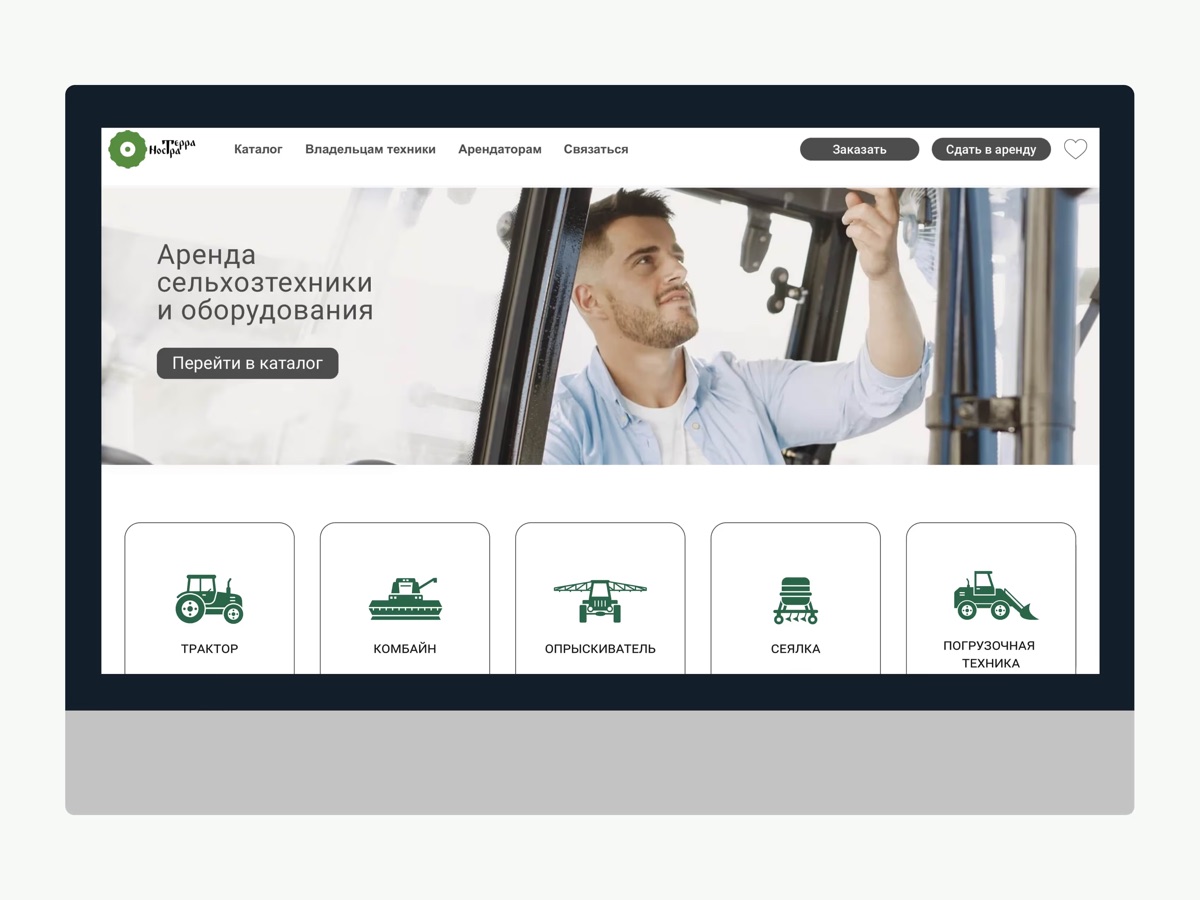 Терра
Ностра
Каталог
Владельцам техники
Арендаторам
Связаться
Заказать
Сдать в аренду
Аренда
сельхозтехники
и оборудования
Перейти в каталог
ТРАКТОР
КОМБАЙН
ОПРЫСКИВАТЕЛЬ
СЕЯЛКА
ПОГРУЗОЧНАЯ
ТЕХНИКА